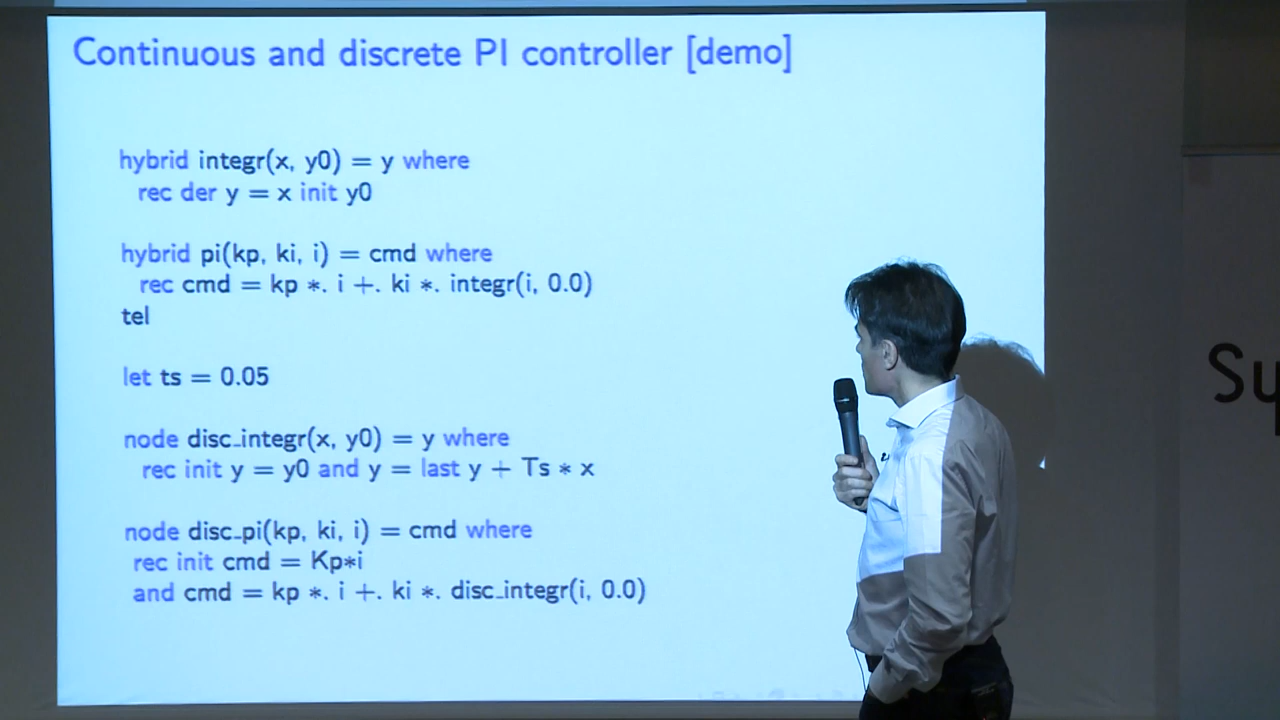 Continuous and discrete PI controller [demo]
hybrid integr(x, y0) = y where
rec der y = x init y0
hybrid pi(kp, ki, i) = cmd where
rec cmd = kp *. i +. ki *. integr(i, 0.0)
tel
let ts = 0.05
node disc_integr(x, y0) = y where
rec init y = y0 and y = last y + Ts * x
node disc_pi(kp, ki, i) = cmd where
rec init cmd = Kp*i
and cmd = kp *. i +. ki *. disc_integr(i, 0.0)